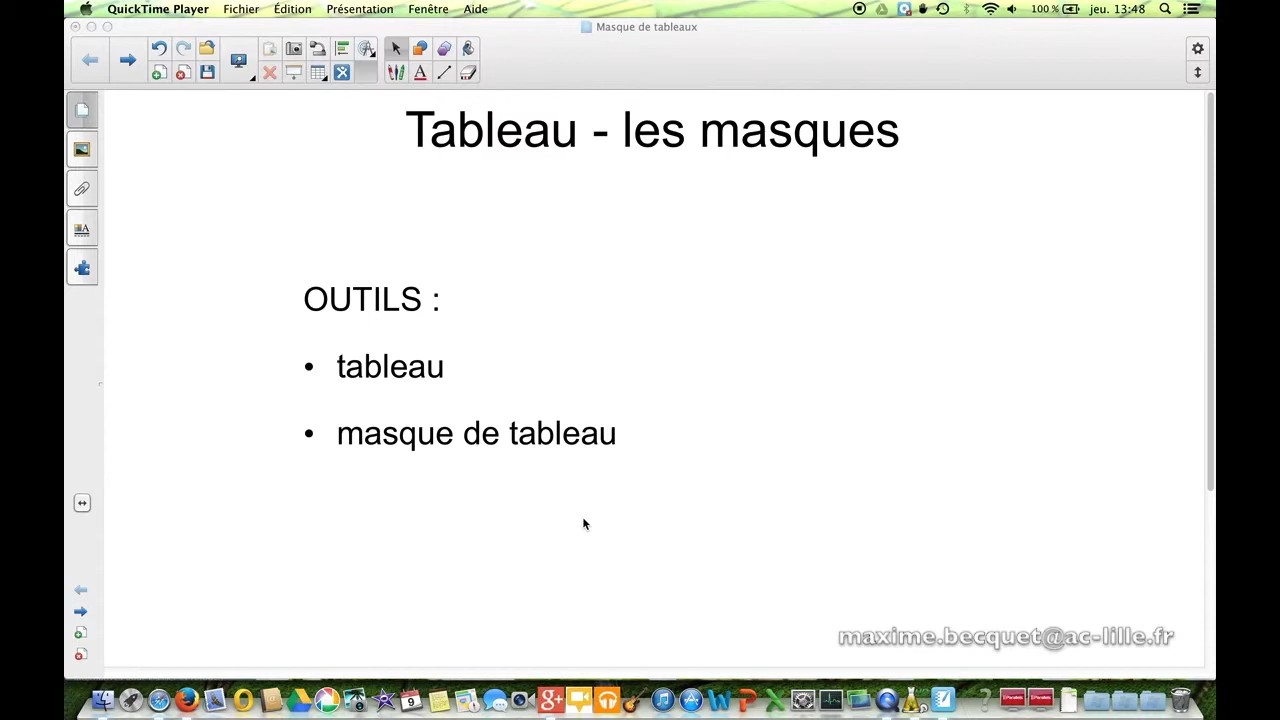 QuickTime Player Fichier Édition Présentation Fenêtre Aide 100 % jeu. 13:48
Masque de tableaux
Tableau - les masques
OUTILS :
• tableau
• masque de tableau
maxime.becquet@ac-lille.fr
9